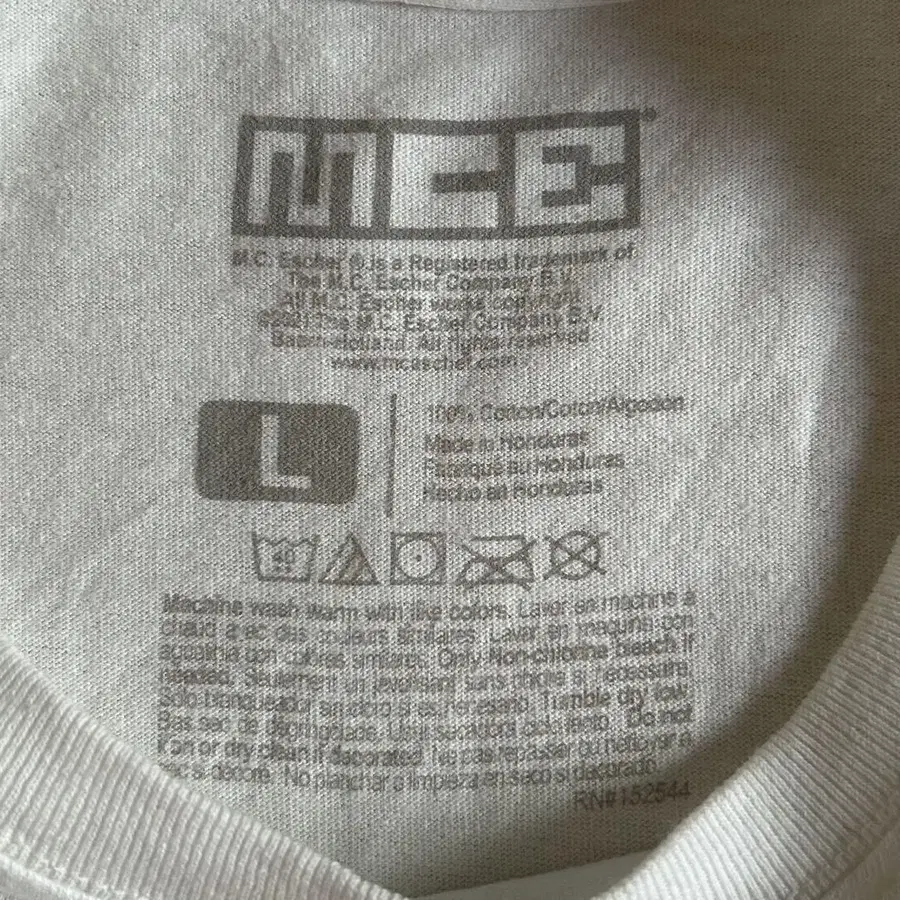 MCE®
M.C. Escher ® is a Registered trademark of
The M.C. Escher Company B.V.
All M.C. Escher works copyright
©2021 The M.C. Escher Company B.V.
Baarn-Holland. All rights reserved
www.mcescher.com
L
100% Cotton/Coton/Algodon
Made in Honduras
Fabriqué au Honduras
Hecho en Honduras
40
Machine wash warm with like colors. Laver en machine à
chaud avec des couleurs similaires. Lavar en maquina con
agua tibia con colores similares. Only Non-chlorine bleach if
needed. Seulement un javellisant sans chlore si nécessaire.
Solo blanqueador sin cloro si es necesario. Tumble dry low.
Bas sec de dégringolade. Usar secadora ciclo Do not
iron or dry clean if decorated. Ne pas repasser ou nettoyer à
sec si décoré. No planchar o limpieza en seco si decorado.
RN#152544